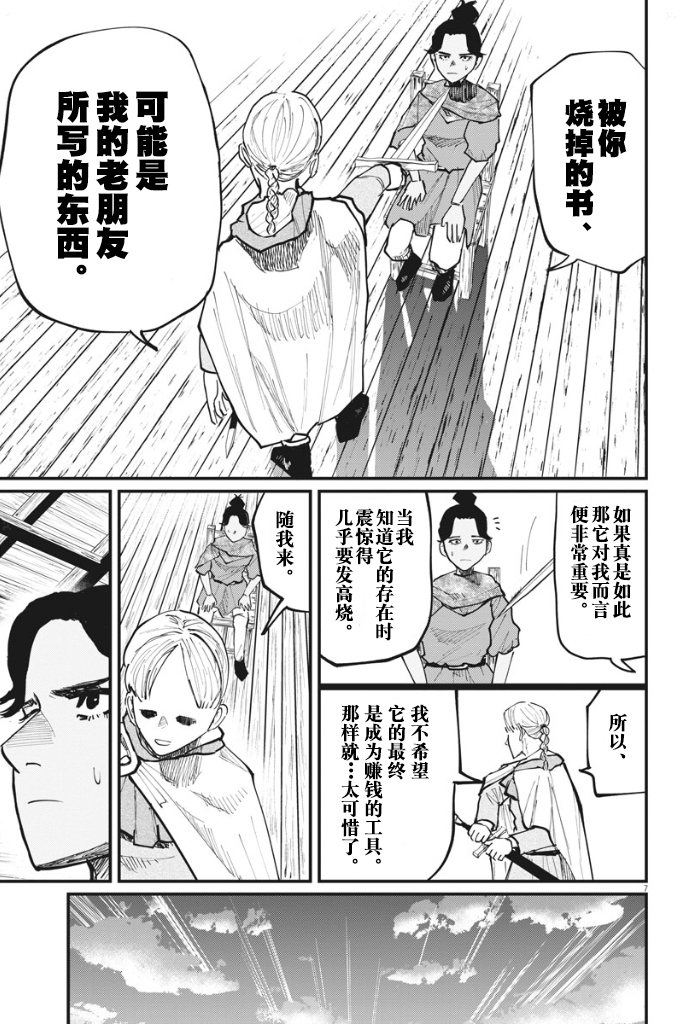 被你
烧掉的书、
可能是
我的老朋友
所写的东西。
如果真是如此
那它对我而言
便非常重要。
当我
知道它的存在时
震惊得
几乎要发高烧。
所以、
我不希望
它的最终
是成为赚钱的工具。
那样就…太可惜了。
随我来。
7